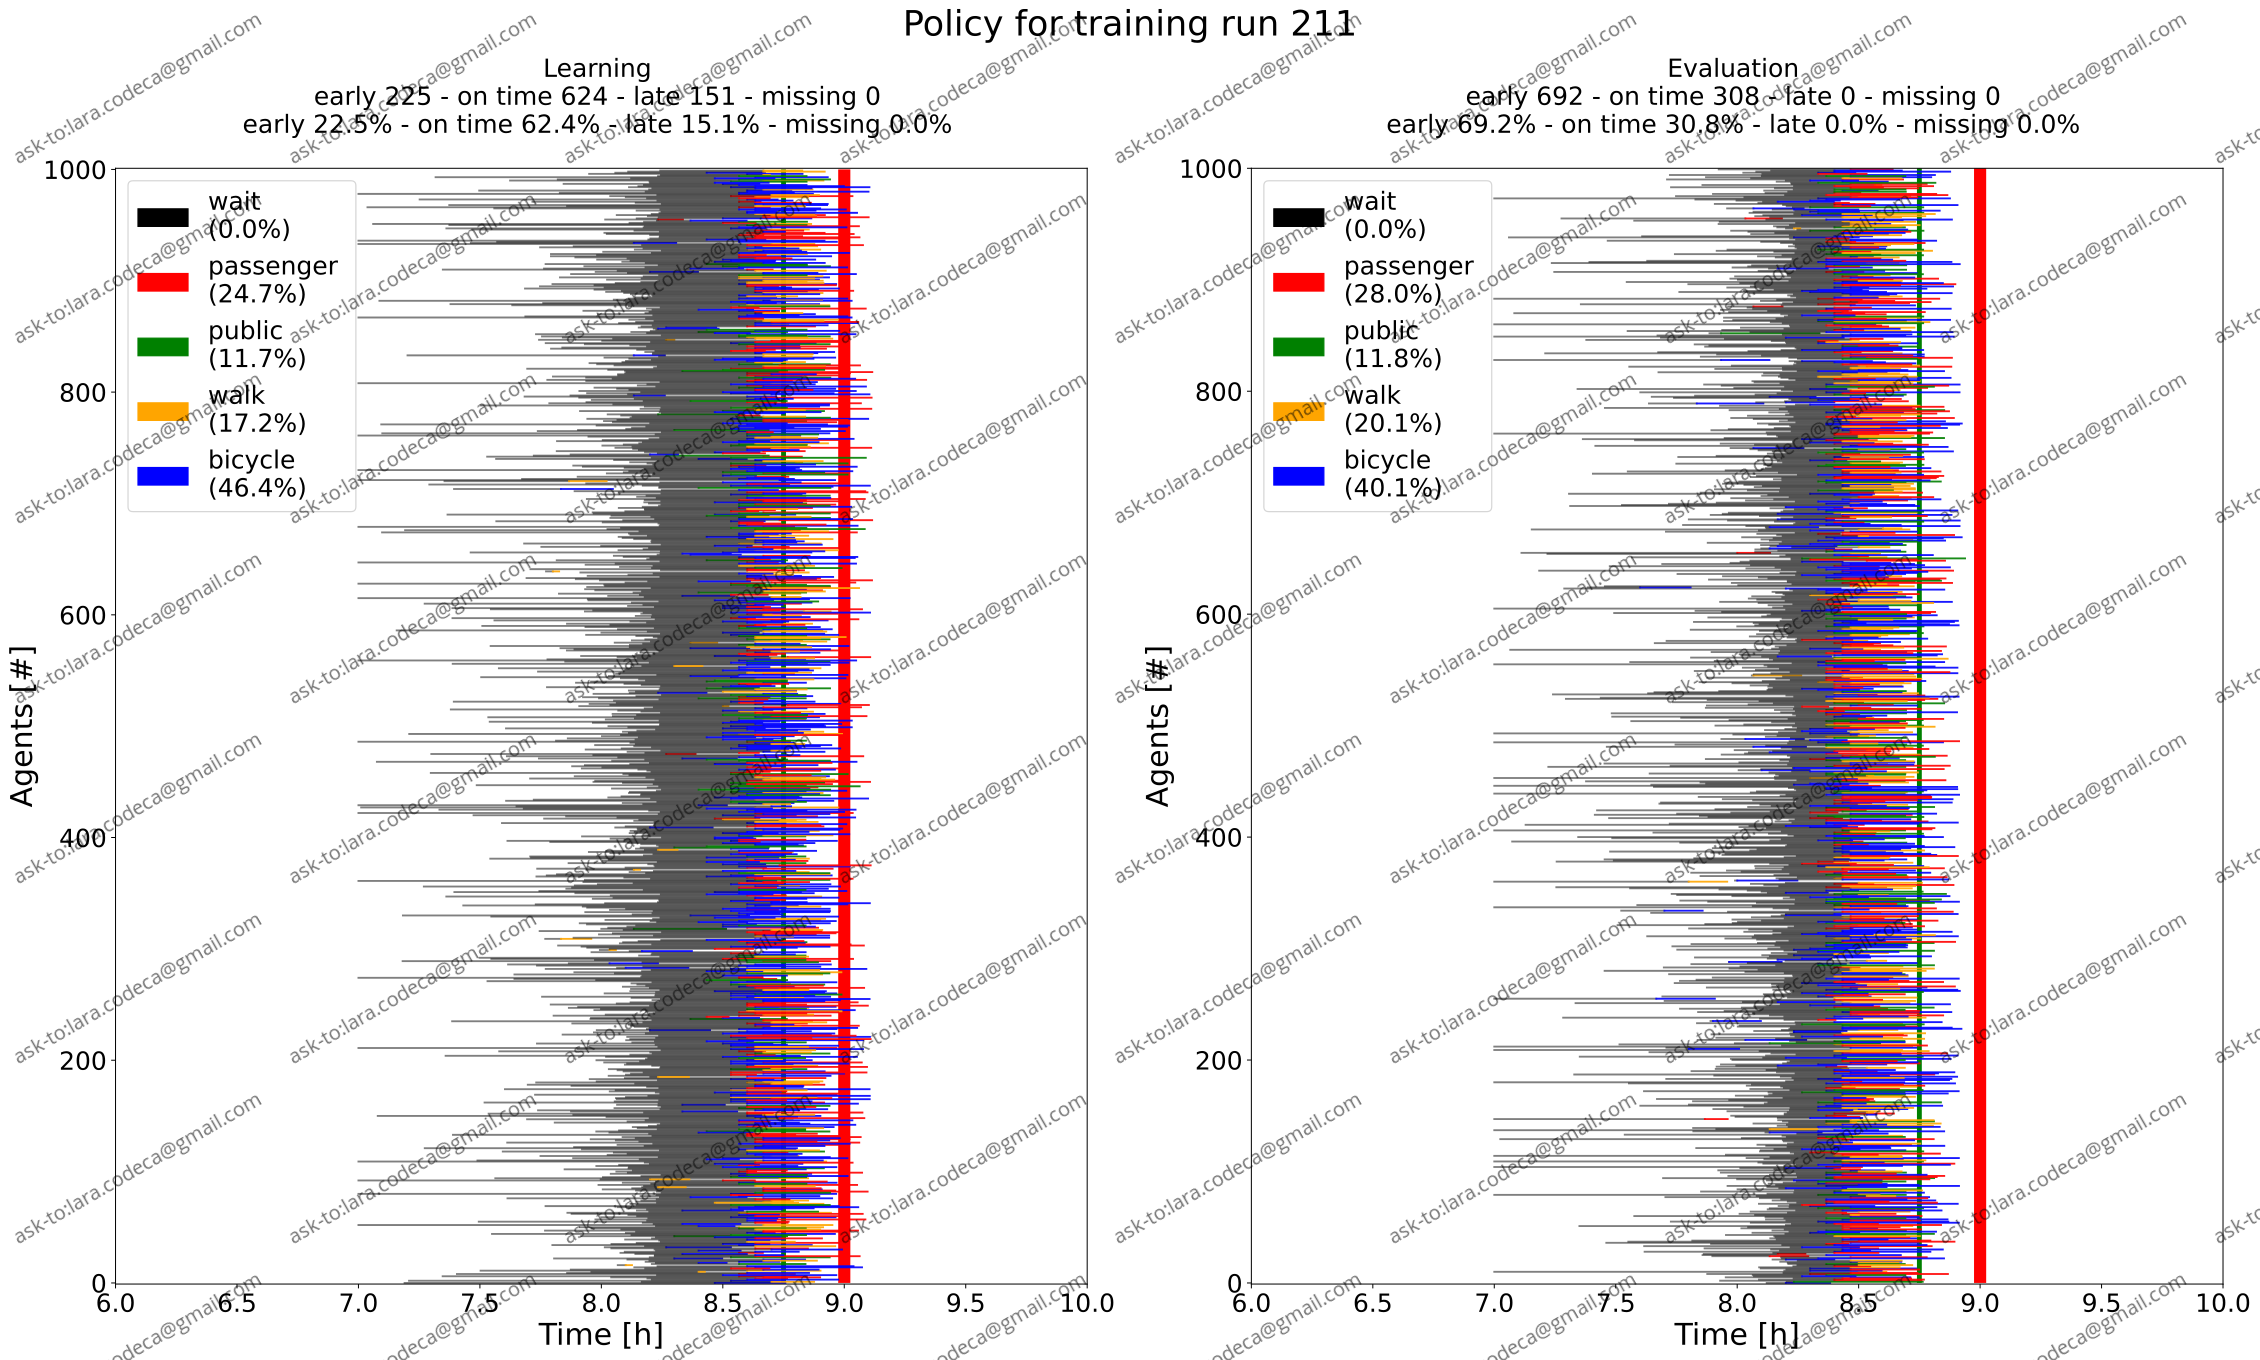 Policy for training run 211
Learning
early 225 - on time 624 - late 151 - missing 0
early 22.5% - on time 62.4% - late 15.1% - missing 0.0%
1000
800
600
400
200
0
Agents [#]
wait
(0.0%)
passenger
(24.7%)
public
(11.7%)
walk
(17.2%)
bicycle
(46.4%)
6.0 6.5 7.0 7.5 8.0 8.5 9.0 9.5 10.0
Time [h]
Evaluation
early 692 - on time 308 - late 0 - missing 0
early 69.2% - on time 30.8% - late 0.0% - missing 0.0%
1000
800
600
400
200
0
Agents [#]
wait
(0.0%)
passenger
(28.0%)
public
(11.8%)
walk
(20.1%)
bicycle
(40.1%)
6.0 6.5 7.0 7.5 8.0 8.5 9.0 9.5 10.0
Time [h]
ask-to:lara.codeca@gmail.com